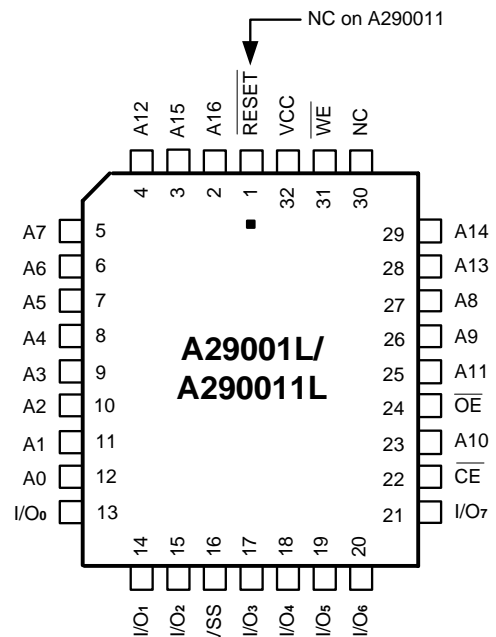 NC on A290011
A12
A15
A16
RESET
VCC
WE
NC
4
3
2
1
32
31
30
A7 5
A6 6
A5 7
A4 8
A3 9
A2 10
A1 11
A0 12
I/O0 13
A29001L/
A290011L
29 A14
28 A13
27 A8
26 A9
25 A11
24 OE
23 A10
22 CE
21 I/O7
14
15
16
17
18
19
20
I/O1
I/O2
/SS
I/O3
I/O4
I/O5
I/O6